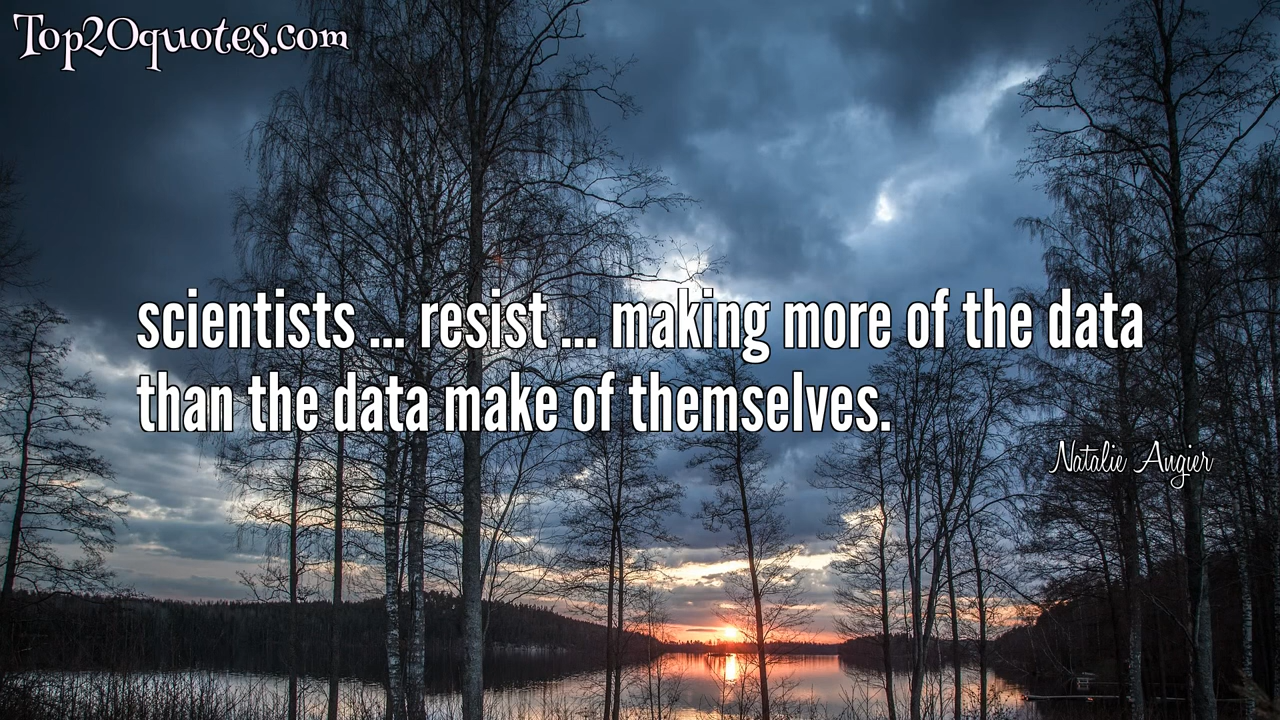 Top20quotes.com
scientists ... resist ... making more of the data
than the data make of themselves.
Natalie Angier